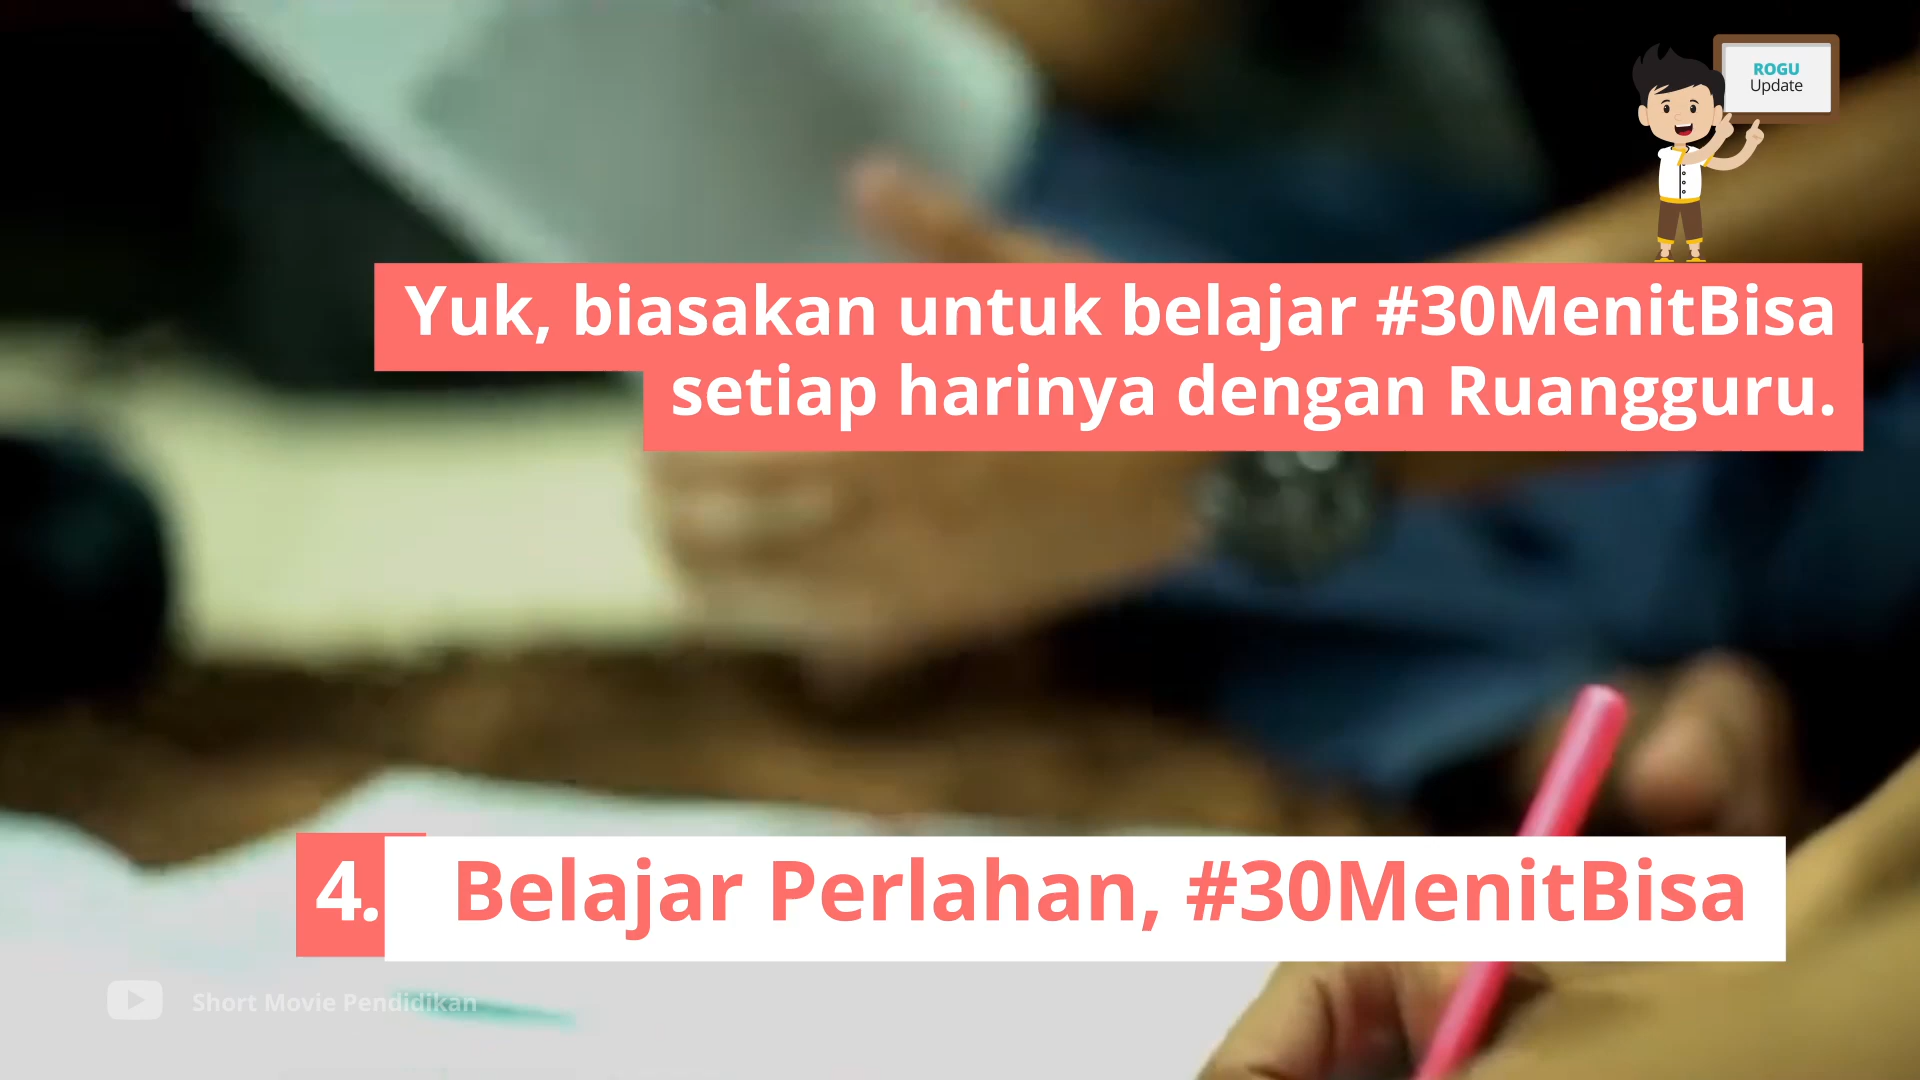 ROGU
Update
Yuk, biasakan untuk belajar #30MenitBisa
setiap harinya dengan Ruangguru.
4. Belajar Perlahan, #30MenitBisa
Short Movie Pendidikan